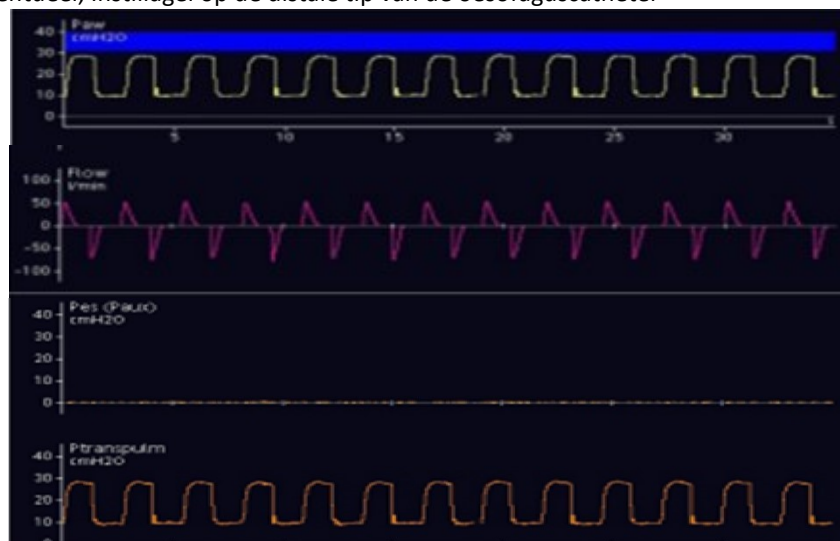 instillagel op de distale tip van de oesofaguscatheter
Paw
cmH2O
40
30
20
10
0
5 10 15 20 25 30 s
Flow
l/min
100
50
0
-50
-100
Pes (Paux)
cmH2O
40
30
20
10
0
Ptranspulm
cmH2O
40
30
20
10